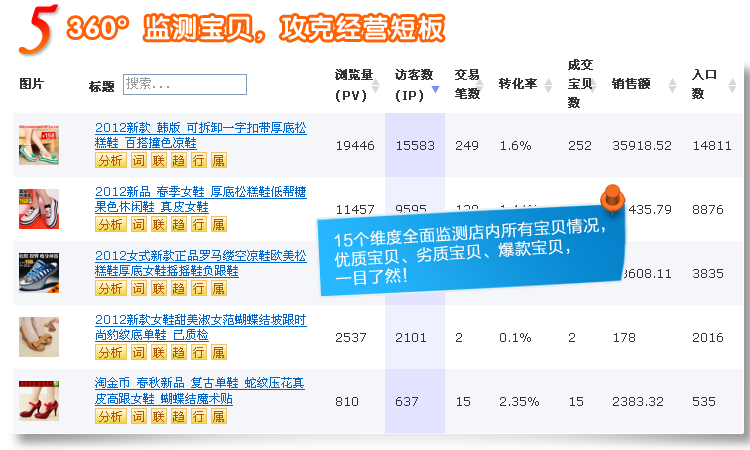 5 360° 监测宝贝，攻克经营短板
图片
标题 搜索...
浏览量(PV)
访客数(IP)
交易笔数
转化率
成交宝贝数
销售额
入口数
2012新款 韩版 可拆卸一字扣带厚底松
糕鞋 百搭撞色凉鞋
分析 词 联 趋 行 属
19446 15583 249 1.6% 252 35918.52 14811
2012新品 春季女鞋 厚底松糕鞋低帮糖
果色休闲鞋 真皮女鞋
分析 词 联 趋 行 属
11457 9595 435.79 8876
15个维度全面监测店内所有宝贝情况，
优质宝贝、劣质宝贝、爆款宝贝，
一目了然！
2012女式新款正品罗马缕空凉鞋欧美松
糕鞋厚底女鞋摇摇鞋负跟鞋
分析 词 联 趋 行 属
608.11 3835
2012新款女鞋甜美淑女范蝴蝶结坡跟时
尚豹纹底单鞋 已质检
分析 词 联 趋 行 属
2537 2101 2 0.1% 2 178 2016
淘金币 春秋新品 复古单鞋 蛇纹压花真
皮高跟女鞋 蝴蝶结魔术贴
分析 词 联 趋 行 属
810 637 15 2.35% 15 2383.32 535